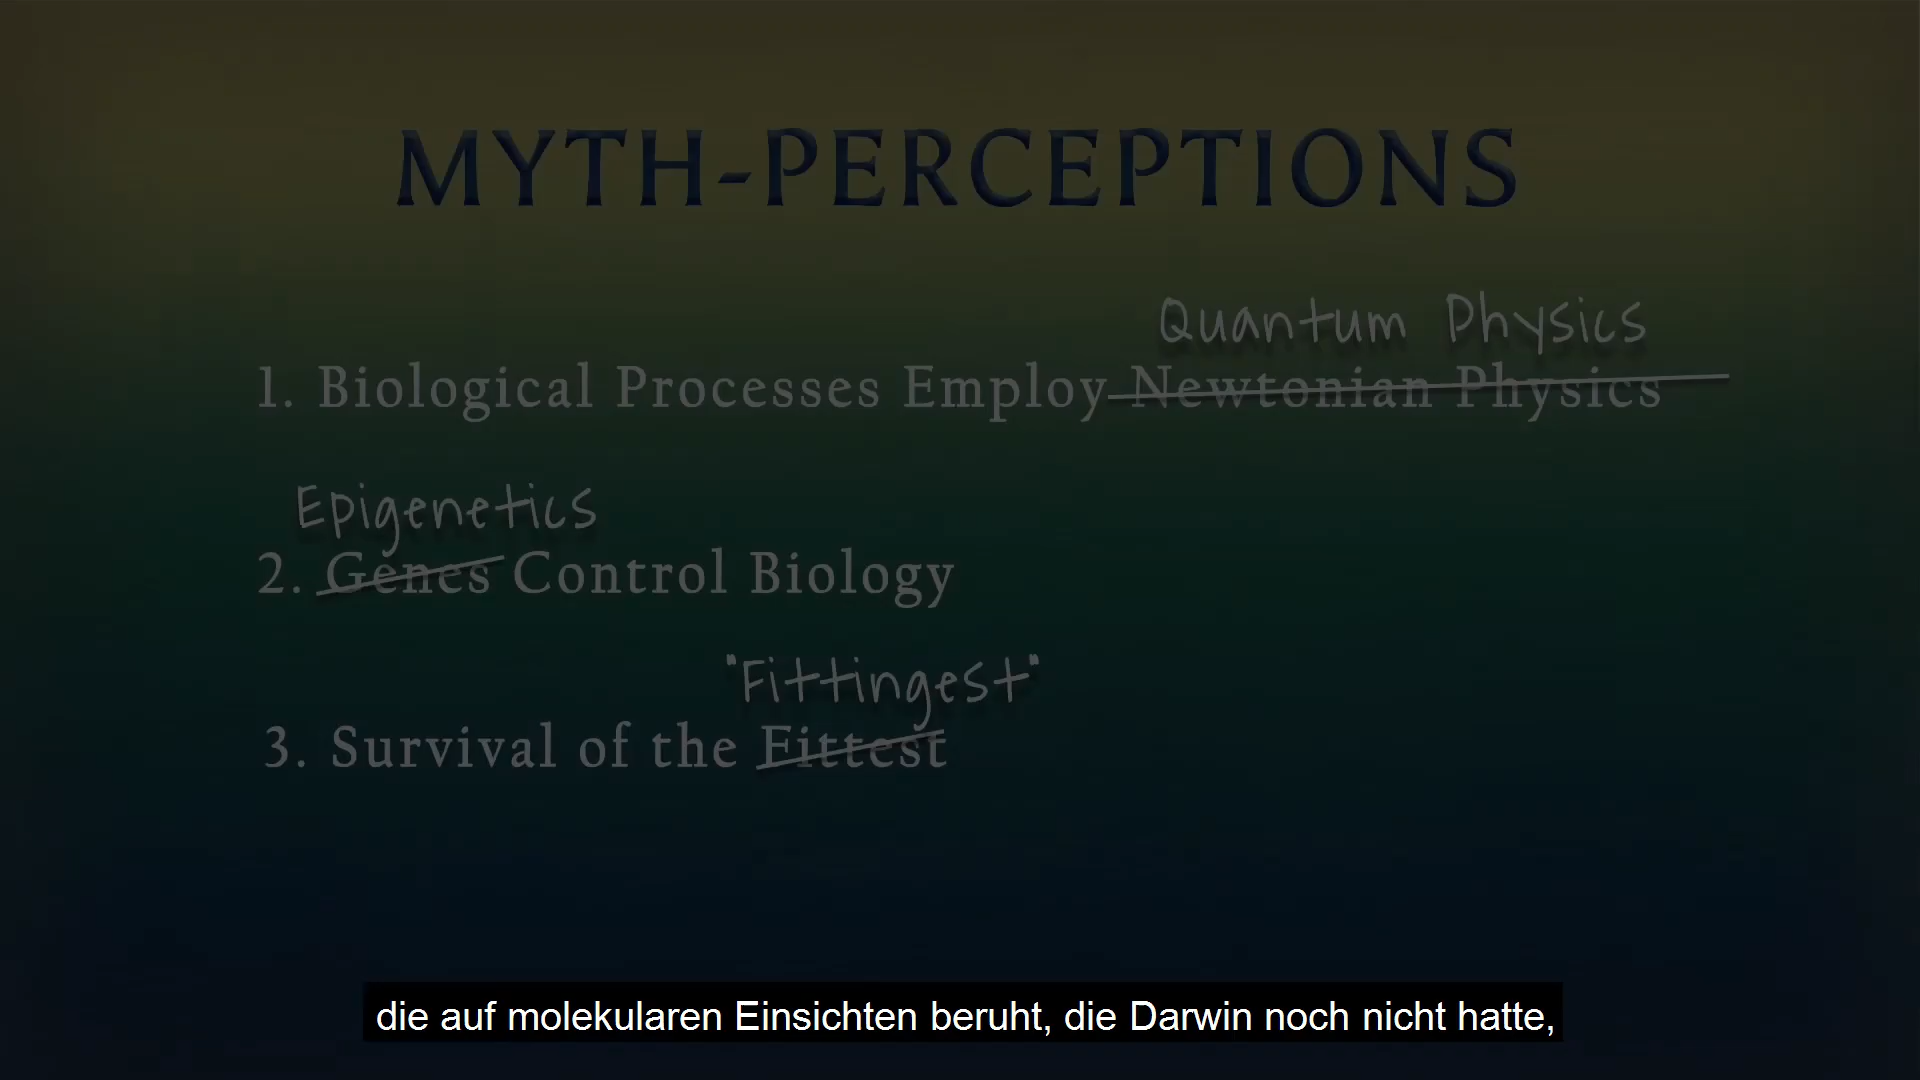 MYTH-PERCEPTIONS
Quantum Physics
1. Biological Processes Employ Newtonian Physics
Epigenetics
2. Genes Control Biology
"Fittingest"
3. Survival of the Fittest
die auf molekularen Einsichten beruht, die Darwin noch nicht hatte,